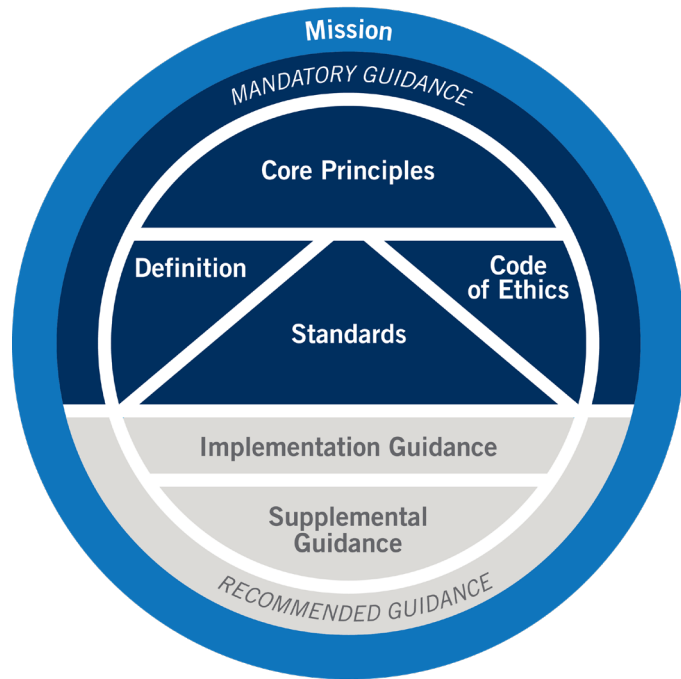 Mission
MANDATORY GUIDANCE
Core Principles
Definition
Code
of Ethics
Standards
Implementation Guidance
Supplemental
Guidance
RECOMMENDED GUIDANCE